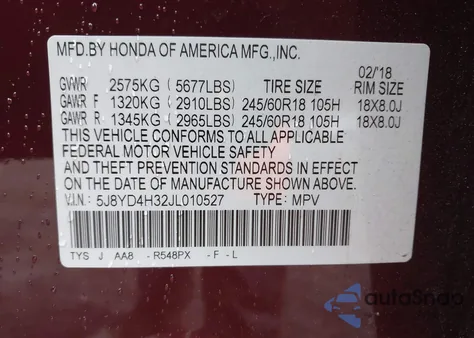 MFD.BY HONDA OF AMERICA MFG.,INC.
02/'18
GVWR 2575KG ( 5677LBS) TIRE SIZE RIM SIZE
GAWR F 1320KG ( 2910LBS) 245/60R18 105H 18X8.0J
GAWR R 1345KG ( 2965LBS) 245/60R18 105H 18X8.0J
THIS VEHICLE CONFORMS TO ALL APPLICABLE
FEDERAL MOTOR VEHICLE SAFETY
AND THEFT PREVENTION STANDARDS IN EFFECT
ON THE DATE OF MANUFACTURE SHOWN ABOVE.
V.I.N.: 5J8YD4H32JL010527 TYPE: MPV
TYS J AA8 - R548PX - F - L